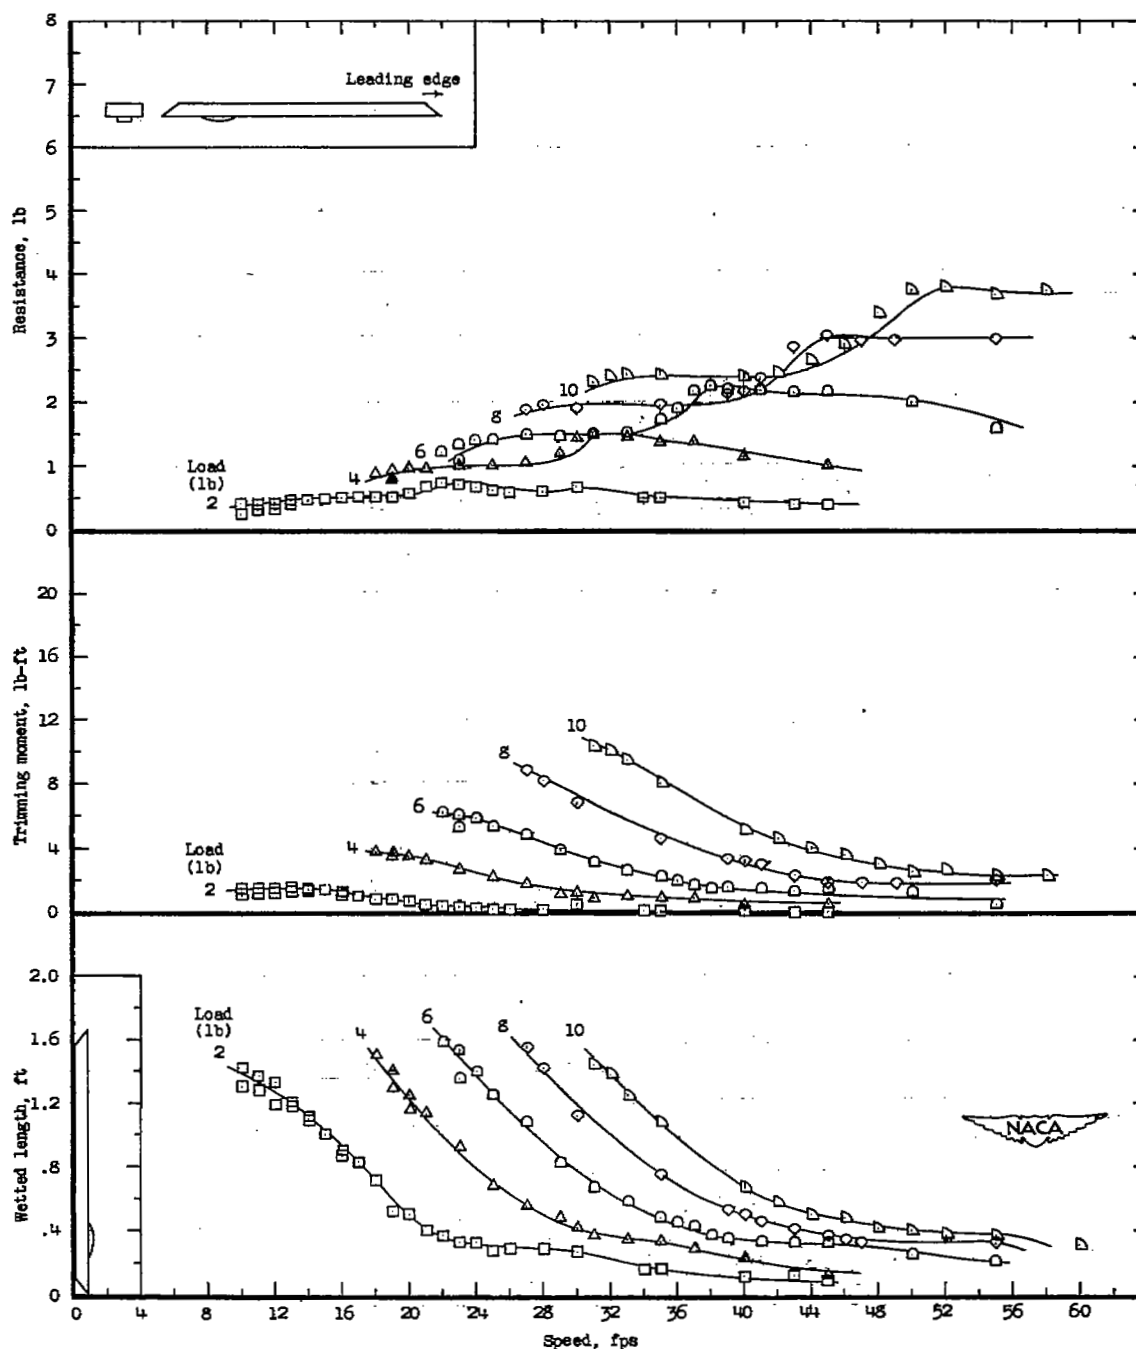 8
Leading edge
7
6
5
Resistance, lb
4
3
10
8
2
6
1
4
Load
(lb)
2
0
20
16
Trimming moment, lb-ft
12
10
8
8
6
4
4
Load
(lb)
2
0
2.0
Load
(lb)
2
4
6
8
10
1.6
1.2
NACA
Wetted length, ft
.8
.4
0
0 4 8 12 16 20 24 28 32 36 40 44 48 52 56 60
Speed, fps